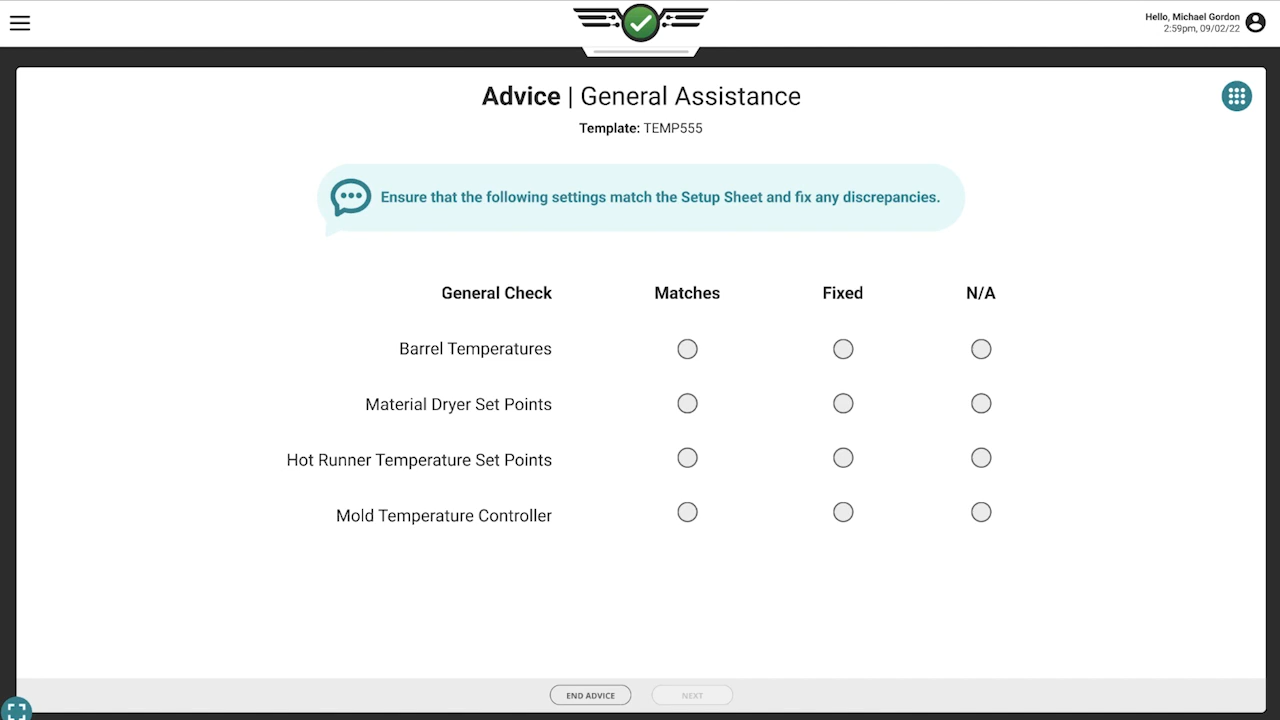 Hello, Michael Gordon
2:59pm, 09/02/22
Advice | General Assistance
Template: TEMP555
Ensure that the following settings match the Setup Sheet and fix any discrepancies.
General Check Matches Fixed N/A
Barrel Temperatures
Material Dryer Set Points
Hot Runner Temperature Set Points
Mold Temperature Controller
END ADVICE NEXT